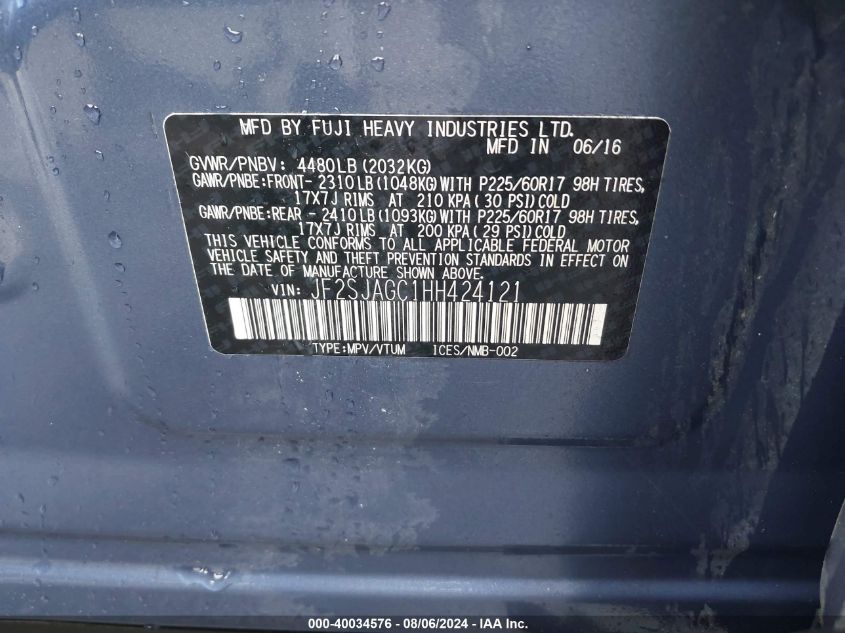 MFD BY FUJI HEAVY INDUSTRIES LTD.
MFD IN 06/16
GVWR/PNBV: 4480LB (2032KG)
GAWR/PNBE:FRONT- 2310 LB (1048KG) WITH P225/60R17 98H TIRES,
17X7J RIMS AT 210 KPA ( 30 PSI) COLD
GAWR/PNBE:REAR - 2410 LB (1093KG) WITH P225/60R17 98H TIRES,
17X7J RIMS AT 200 KPA (29 PSI) COLD
THIS VEHICLE CONFORMS TO ALL APPLICABLE FEDERAL MOTOR
VEHICLE SAFETY AND THEFT PREVENTION STANDARDS IN EFFECT ON
THE DATE OF MANUFACTURE SHOWN ABOVE.
VIN: JF2SJAGC1HH424121
TYPE:MPV/VTUM ICES/NMB-002
000-40034576 - 08/06/2024 - IAA Inc.